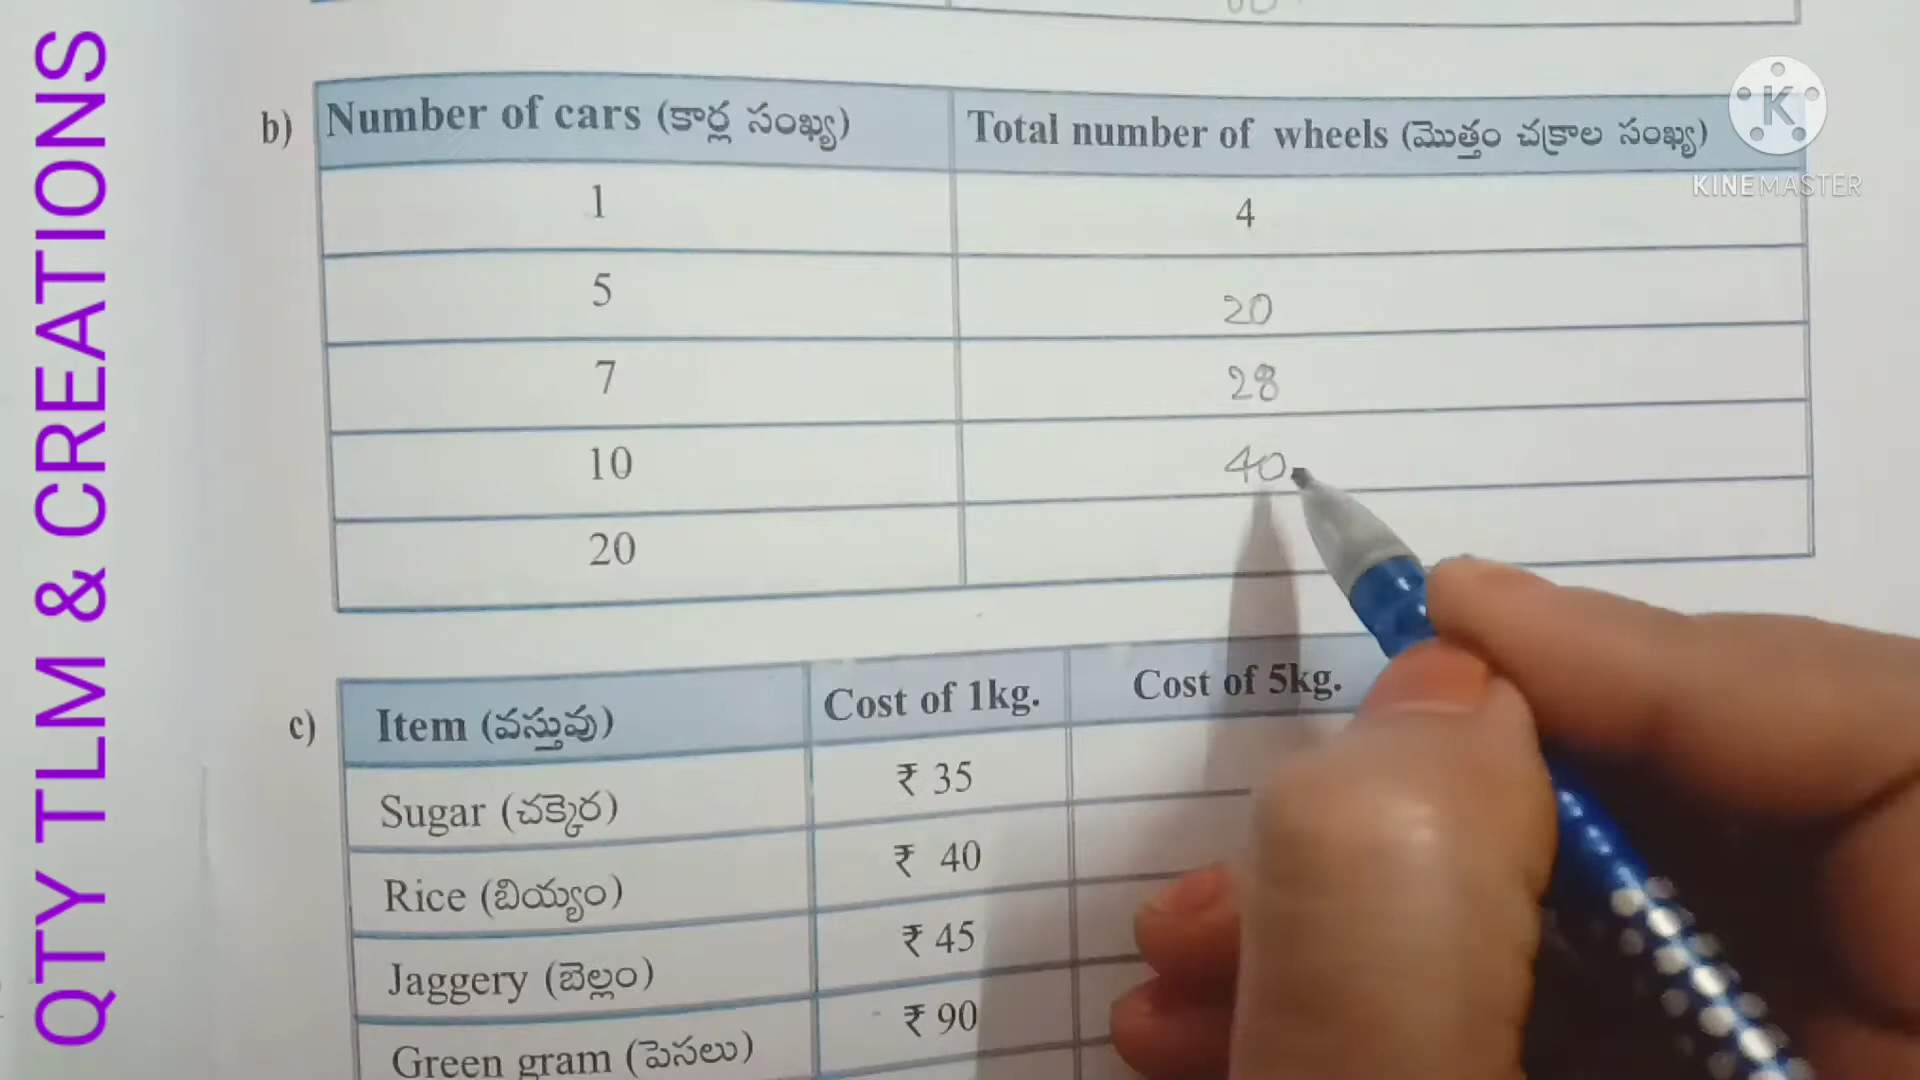 QTY TLM & CREATIONS
KINEMASTER
b)
Number of cars (కార్ల సంఖ్య) Total number of wheels (మొత్తం చక్రాల సంఖ్య)
1 4
5 20
7 28
10 40
20
c)
Item (వస్తువు) Cost of 1kg. Cost of 5kg.
Sugar (చక్కెర) ₹ 35
Rice (బియ్యం) ₹ 40
Jaggery (బెల్లం) ₹ 45
Green gram (పెసలు) ₹ 90